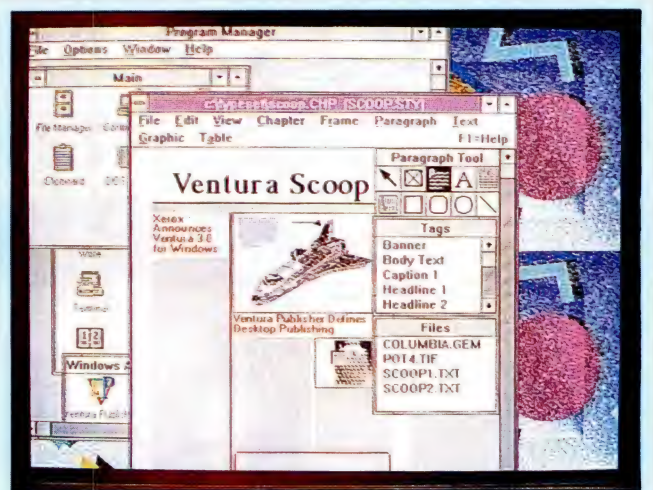 Program Manager
File Options Window Help
Main
File Manager
Clipboard
Write
Terminal
Windows A
c:\typeset\scoop.CHP (SCOOP.STY)
File Edit View Chapter Frame Paragraph Text
Graphic Table F1=Help
Paragraph Tool
A
Ventura Scoop
Xerox
Announces
Ventura 3.0
for Windows
Tags
Banner
Body Text
Caption 1
Headline 1
Headline 2
Ventura Publisher Defines
Desktop Publishing
Files
COLUMBIA.GEM
POT4.TIF
SCOOP1.TXT
SCOOP2.TXT